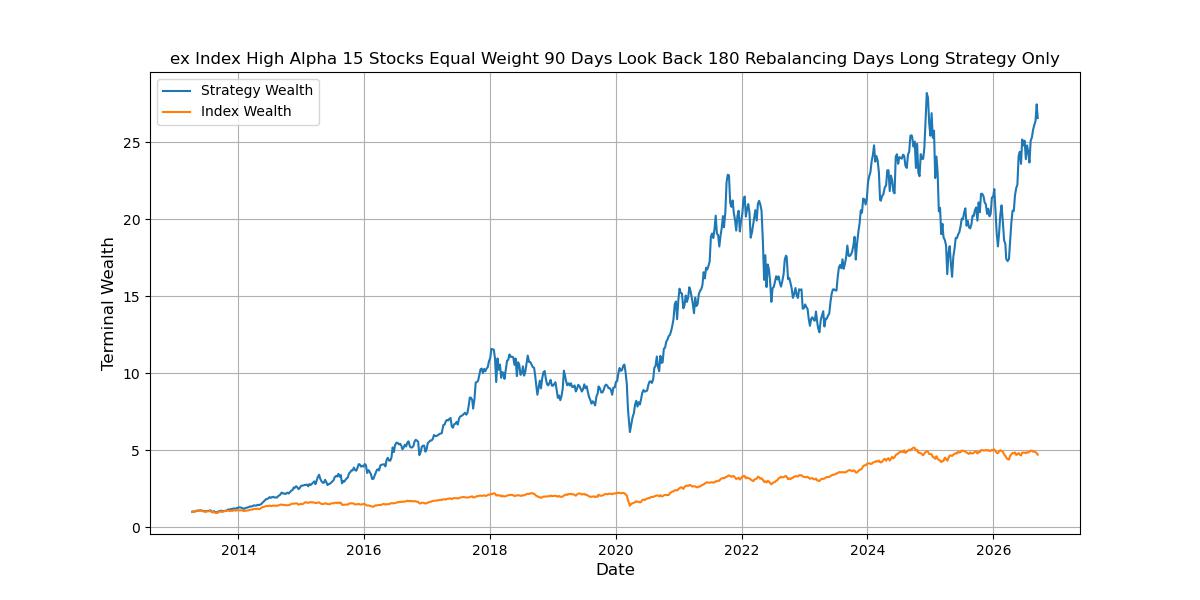 ex Index High Alpha 15 Stocks Equal Weight 90 Days Look Back 180 Rebalancing Days Long Strategy Only
Strategy Wealth
Index Wealth
Terminal Wealth
25
20
15
10
5
0
2014 2016 2018 2020 2022 2024 2026
Date